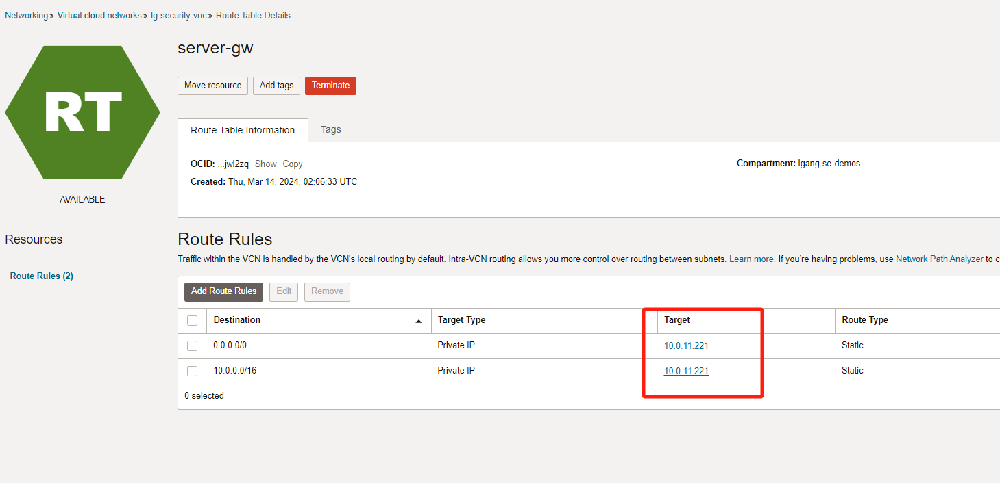 Networking » Virtual cloud networks » lg-security-vnc » Route Table Details
RT
AVAILABLE
server-gw
Move resource Add tags Terminate
Route Table Information Tags
OCID: ...jwl2zq Show Copy
Compartment: lgang-se-demos
Created: Thu, Mar 14, 2024, 02:06:33 UTC
Resources
Route Rules (2)
Route Rules
Traffic within the VCN is handled by the VCN's local routing by default. Intra-VCN routing allows you more control over routing between subnets. Learn more. If you're having problems, use Network Path Analyzer to c
Add Route Rules Edit Remove
Destination Target Type Target Route Type
0.0.0.0/0 Private IP 10.0.11.221 Static
10.0.0.0/16 Private IP 10.0.11.221 Static
0 selected